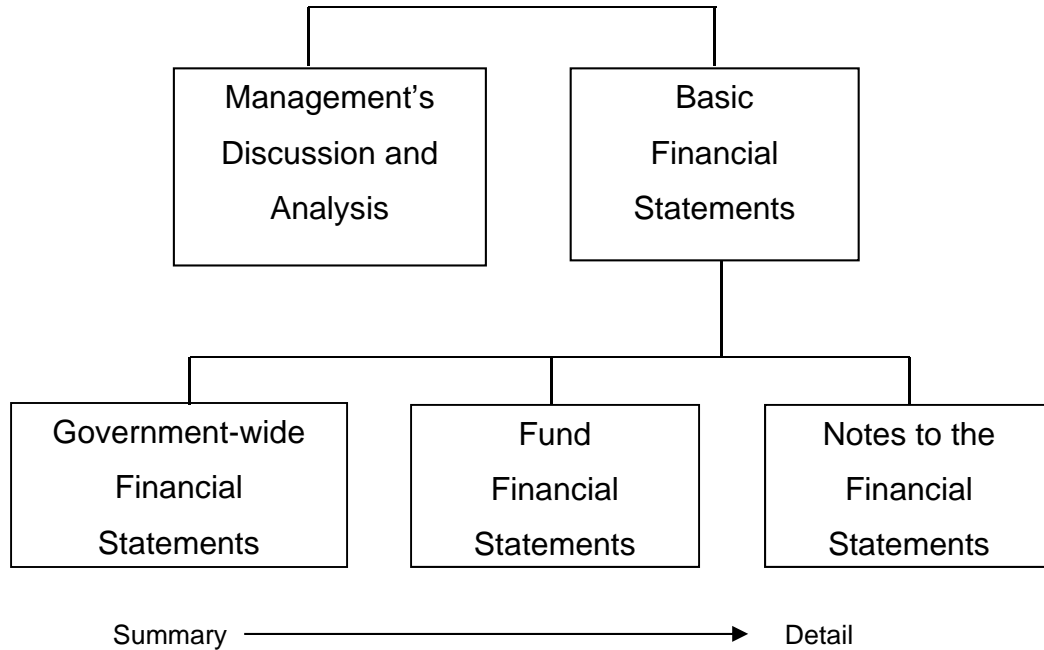 Management’s
Discussion and
Analysis
Basic
Financial
Statements
Government-wide
Financial
Statements
Fund
Financial
Statements
Notes to the
Financial
Statements
Summary
Detail